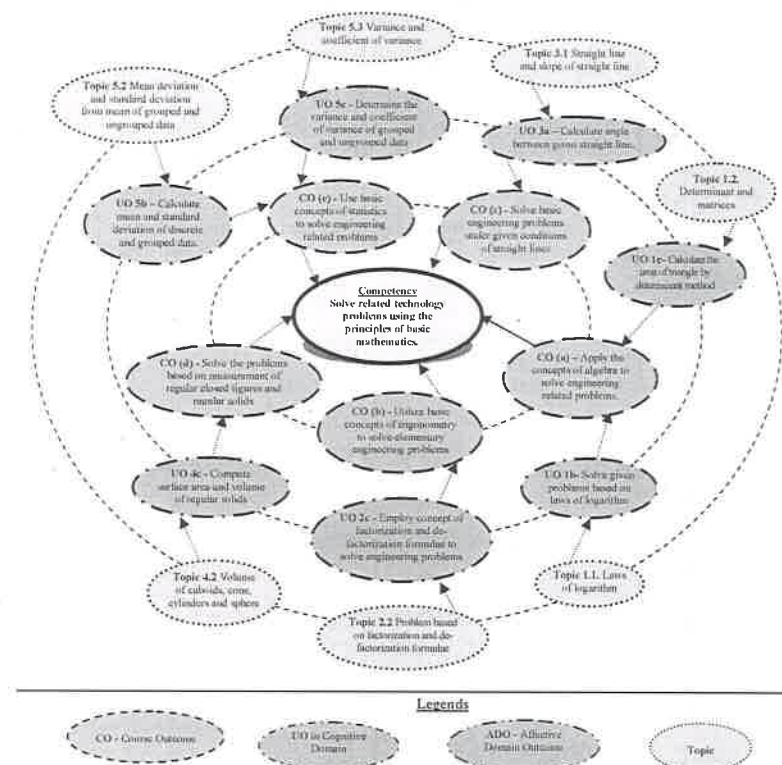 Topic 5.3 Variance and
coefficient of variance
Topic 3.1 Straight line
and slope of straight line
Topic 5.2 Mean deviation
and standard deviation
from mean of grouped and
ungrouped data
UO 5c - Determine the
variance and coefficient
of variance of grouped
and ungrouped data
UO 3a – Calculate angle
between given straight line.
Topic 1.2.
Determinant and
matrices
UO 5b – Calculate
mean and standard
deviation of discrete
and grouped data.
CO (e) - Use basic
concepts of statistics
to solve engineering
related problems
CO (c) - Solve basic
engineering problems
under given conditions
of straight lines
UO 1c- Calculate the
area of triangle by
determinant method
Competency
Solve related technology
problems using the
principles of basic
mathematics.
CO (d) - Solve the problems
based on measurement of
regular closed figures and
regular solids
CO (a) – Apply the
concepts of algebra to
solve engineering
related problems.
CO (b) - Utilize basic
concepts of trigonometry
to solve elementary
engineering problems
UO 4c - Compute
surface area and volume
of regular solids
UO 1b- Solve given
problems based on
laws of logarithm
UO 2c - Employ concept of
factorization and de-
factorization formulae to
solve engineering problems
Topic 4.2 Volume
of cuboids, cone,
cylinders and sphere
Topic 1.1. Laws
of logarithm
Topic 2.2 Problem based
on factorization and de-
factorization formulae
Legends
CO - Course Outcome
UO in Cognitive
Domain
ADO - Affective
Domain Outcome
Topic